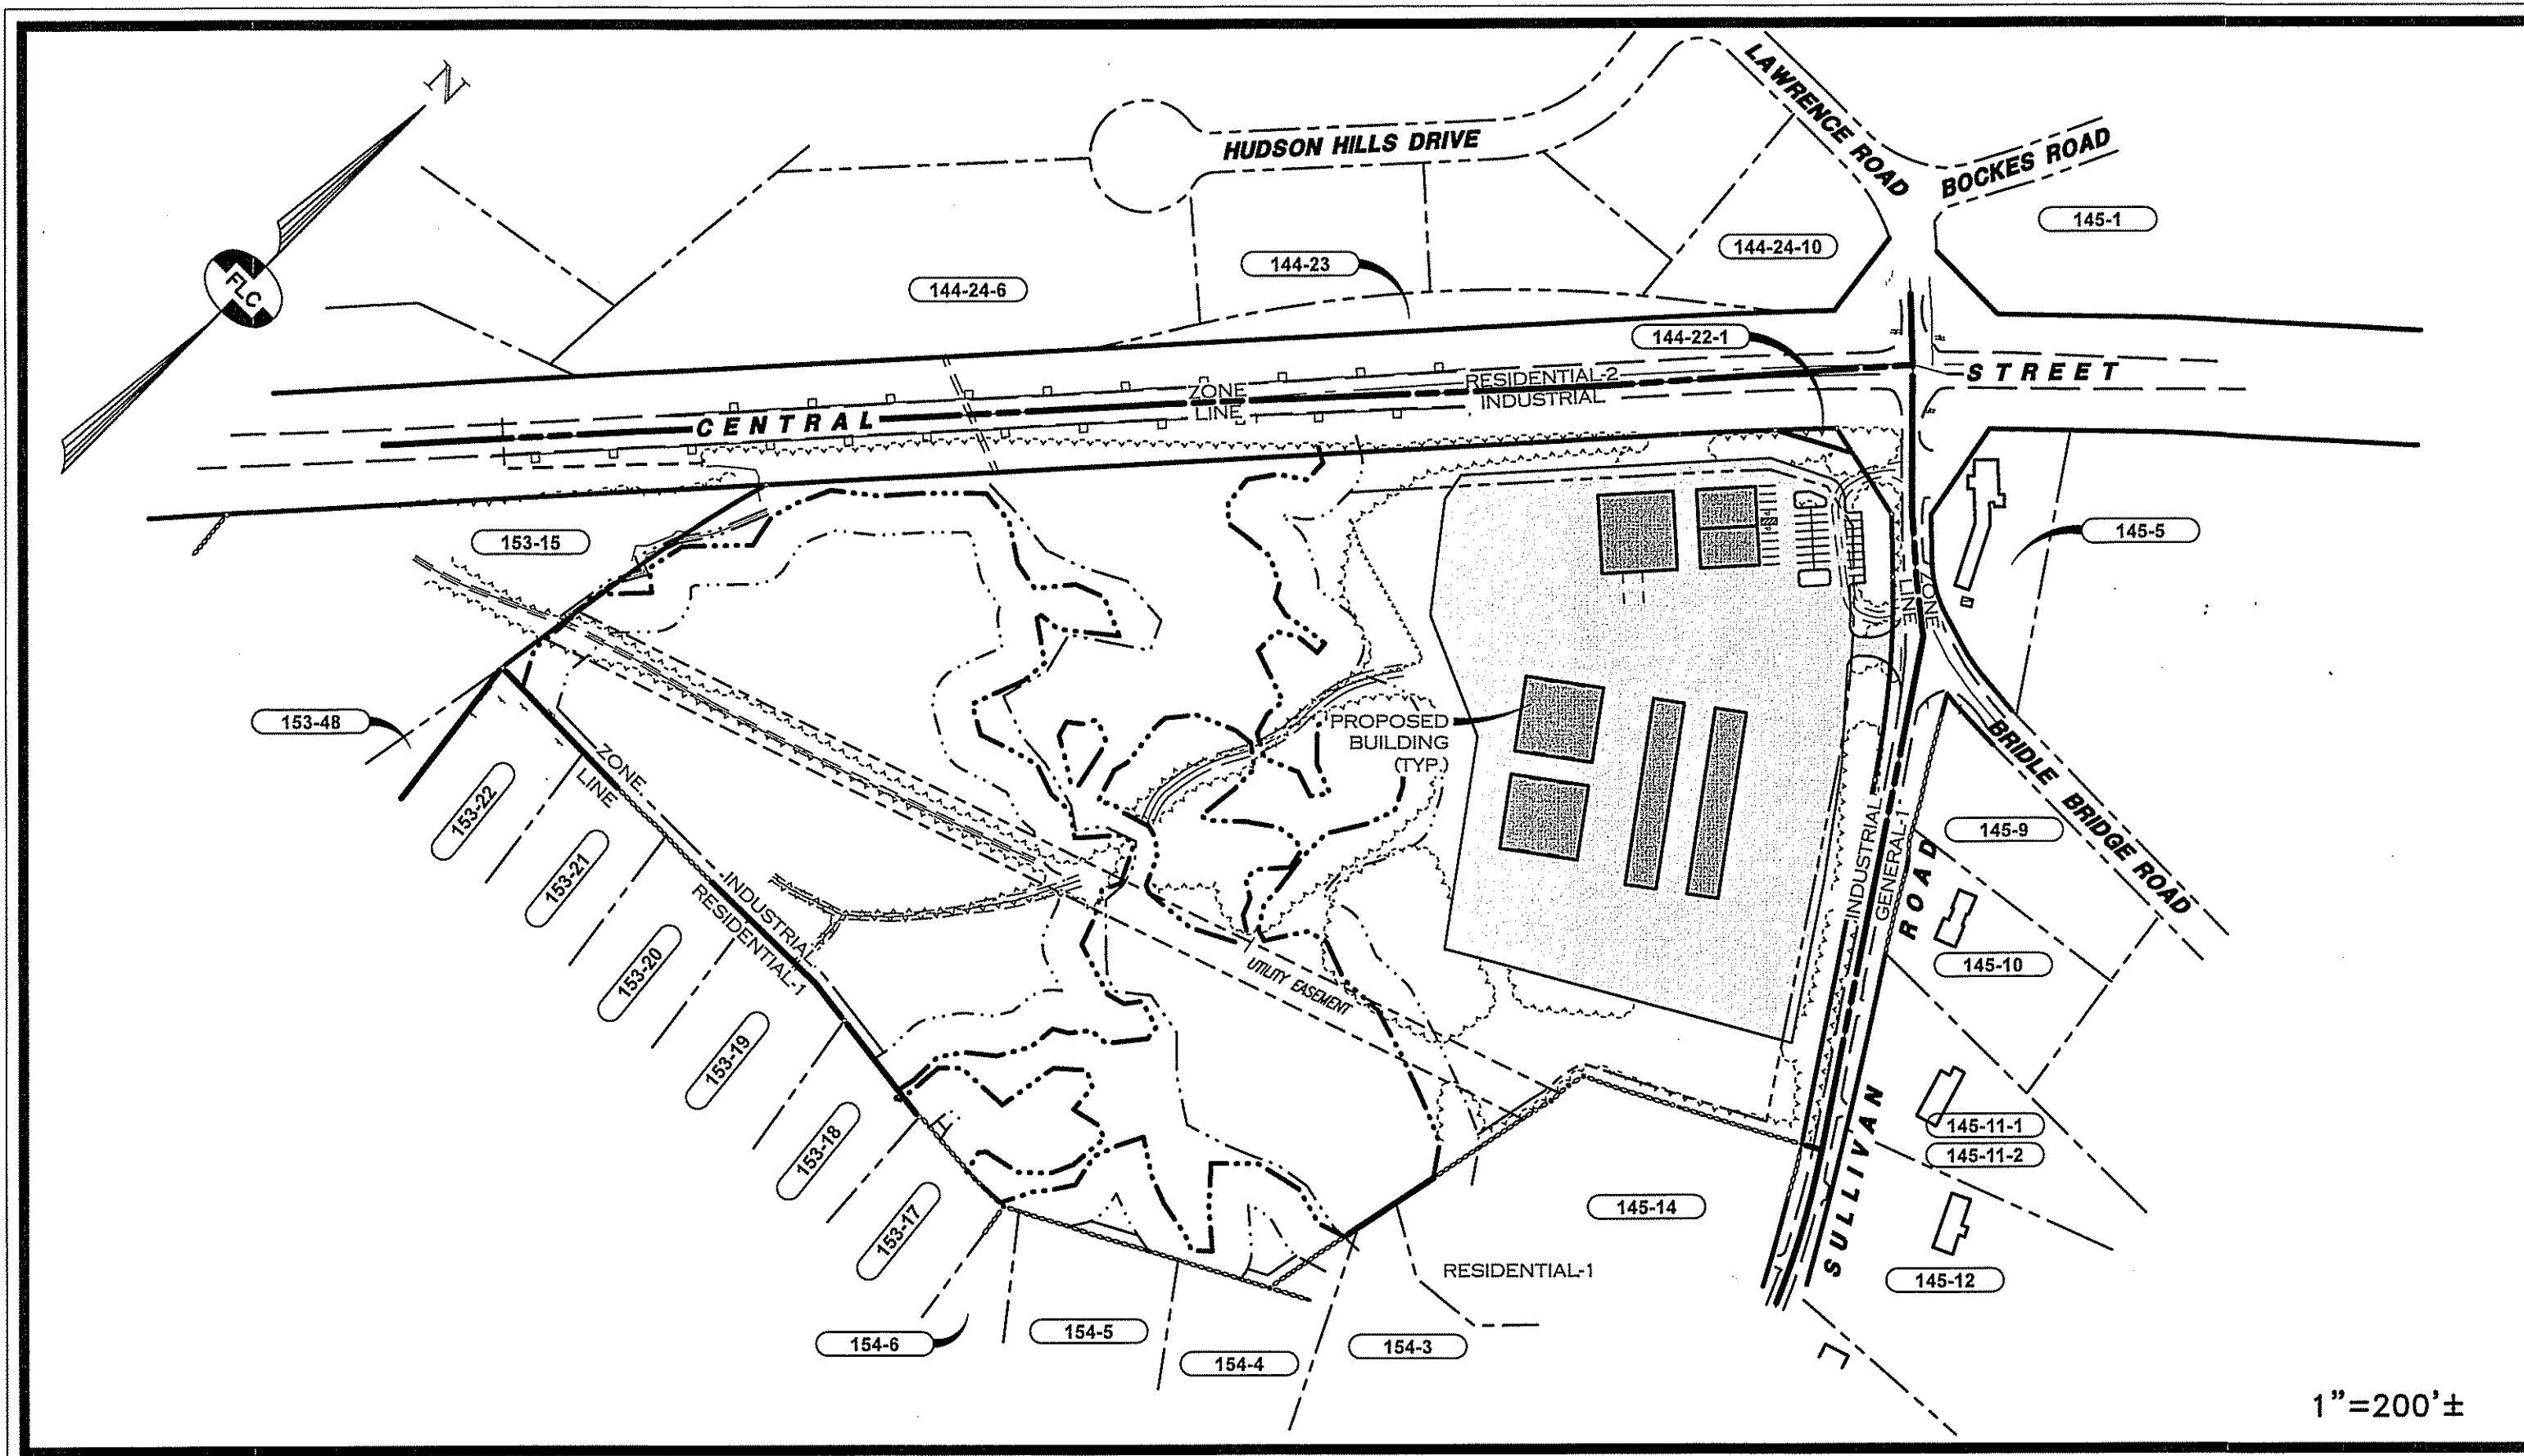 N
FLC
HUDSON HILLS DRIVE
LAWRENCE ROAD
BOCKES ROAD
145-1
144-24-10
144-23
144-24-6
144-22-1
CENTRAL
STREET
ZONE
LINE
RESIDENTIAL-2
INDUSTRIAL
153-15
145-5
ZONE
LINE
153-48
PROPOSED
BUILDING
(TYP.)
BRIDLE BRIDGE ROAD
ZONE
LINE
153-22
153-21
153-20
153-19
153-18
153-17
INDUSTRIAL
RESIDENTIAL-1
UTILITY EASEMENT
INDUSTRIAL
GENERAL-1
SULLIVAN ROAD
145-9
145-10
145-11-1
145-11-2
145-12
145-14
RESIDENTIAL-1
154-6
154-5
154-4
154-3
1"=200'±